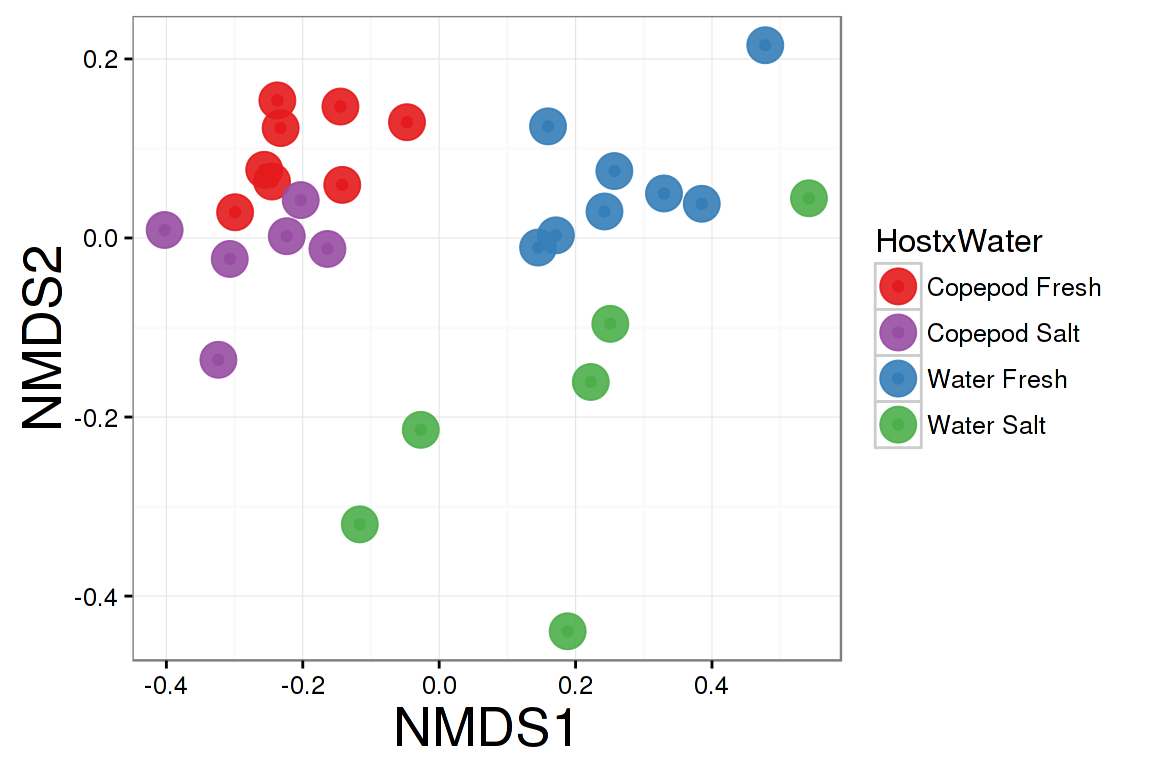 0.2
0.0
-0.2
-0.4
NMDS2
-0.4
-0.2
0.0
0.2
0.4
NMDS1
HostxWater
Copepod Fresh
Copepod Salt
Water Fresh
Water Salt